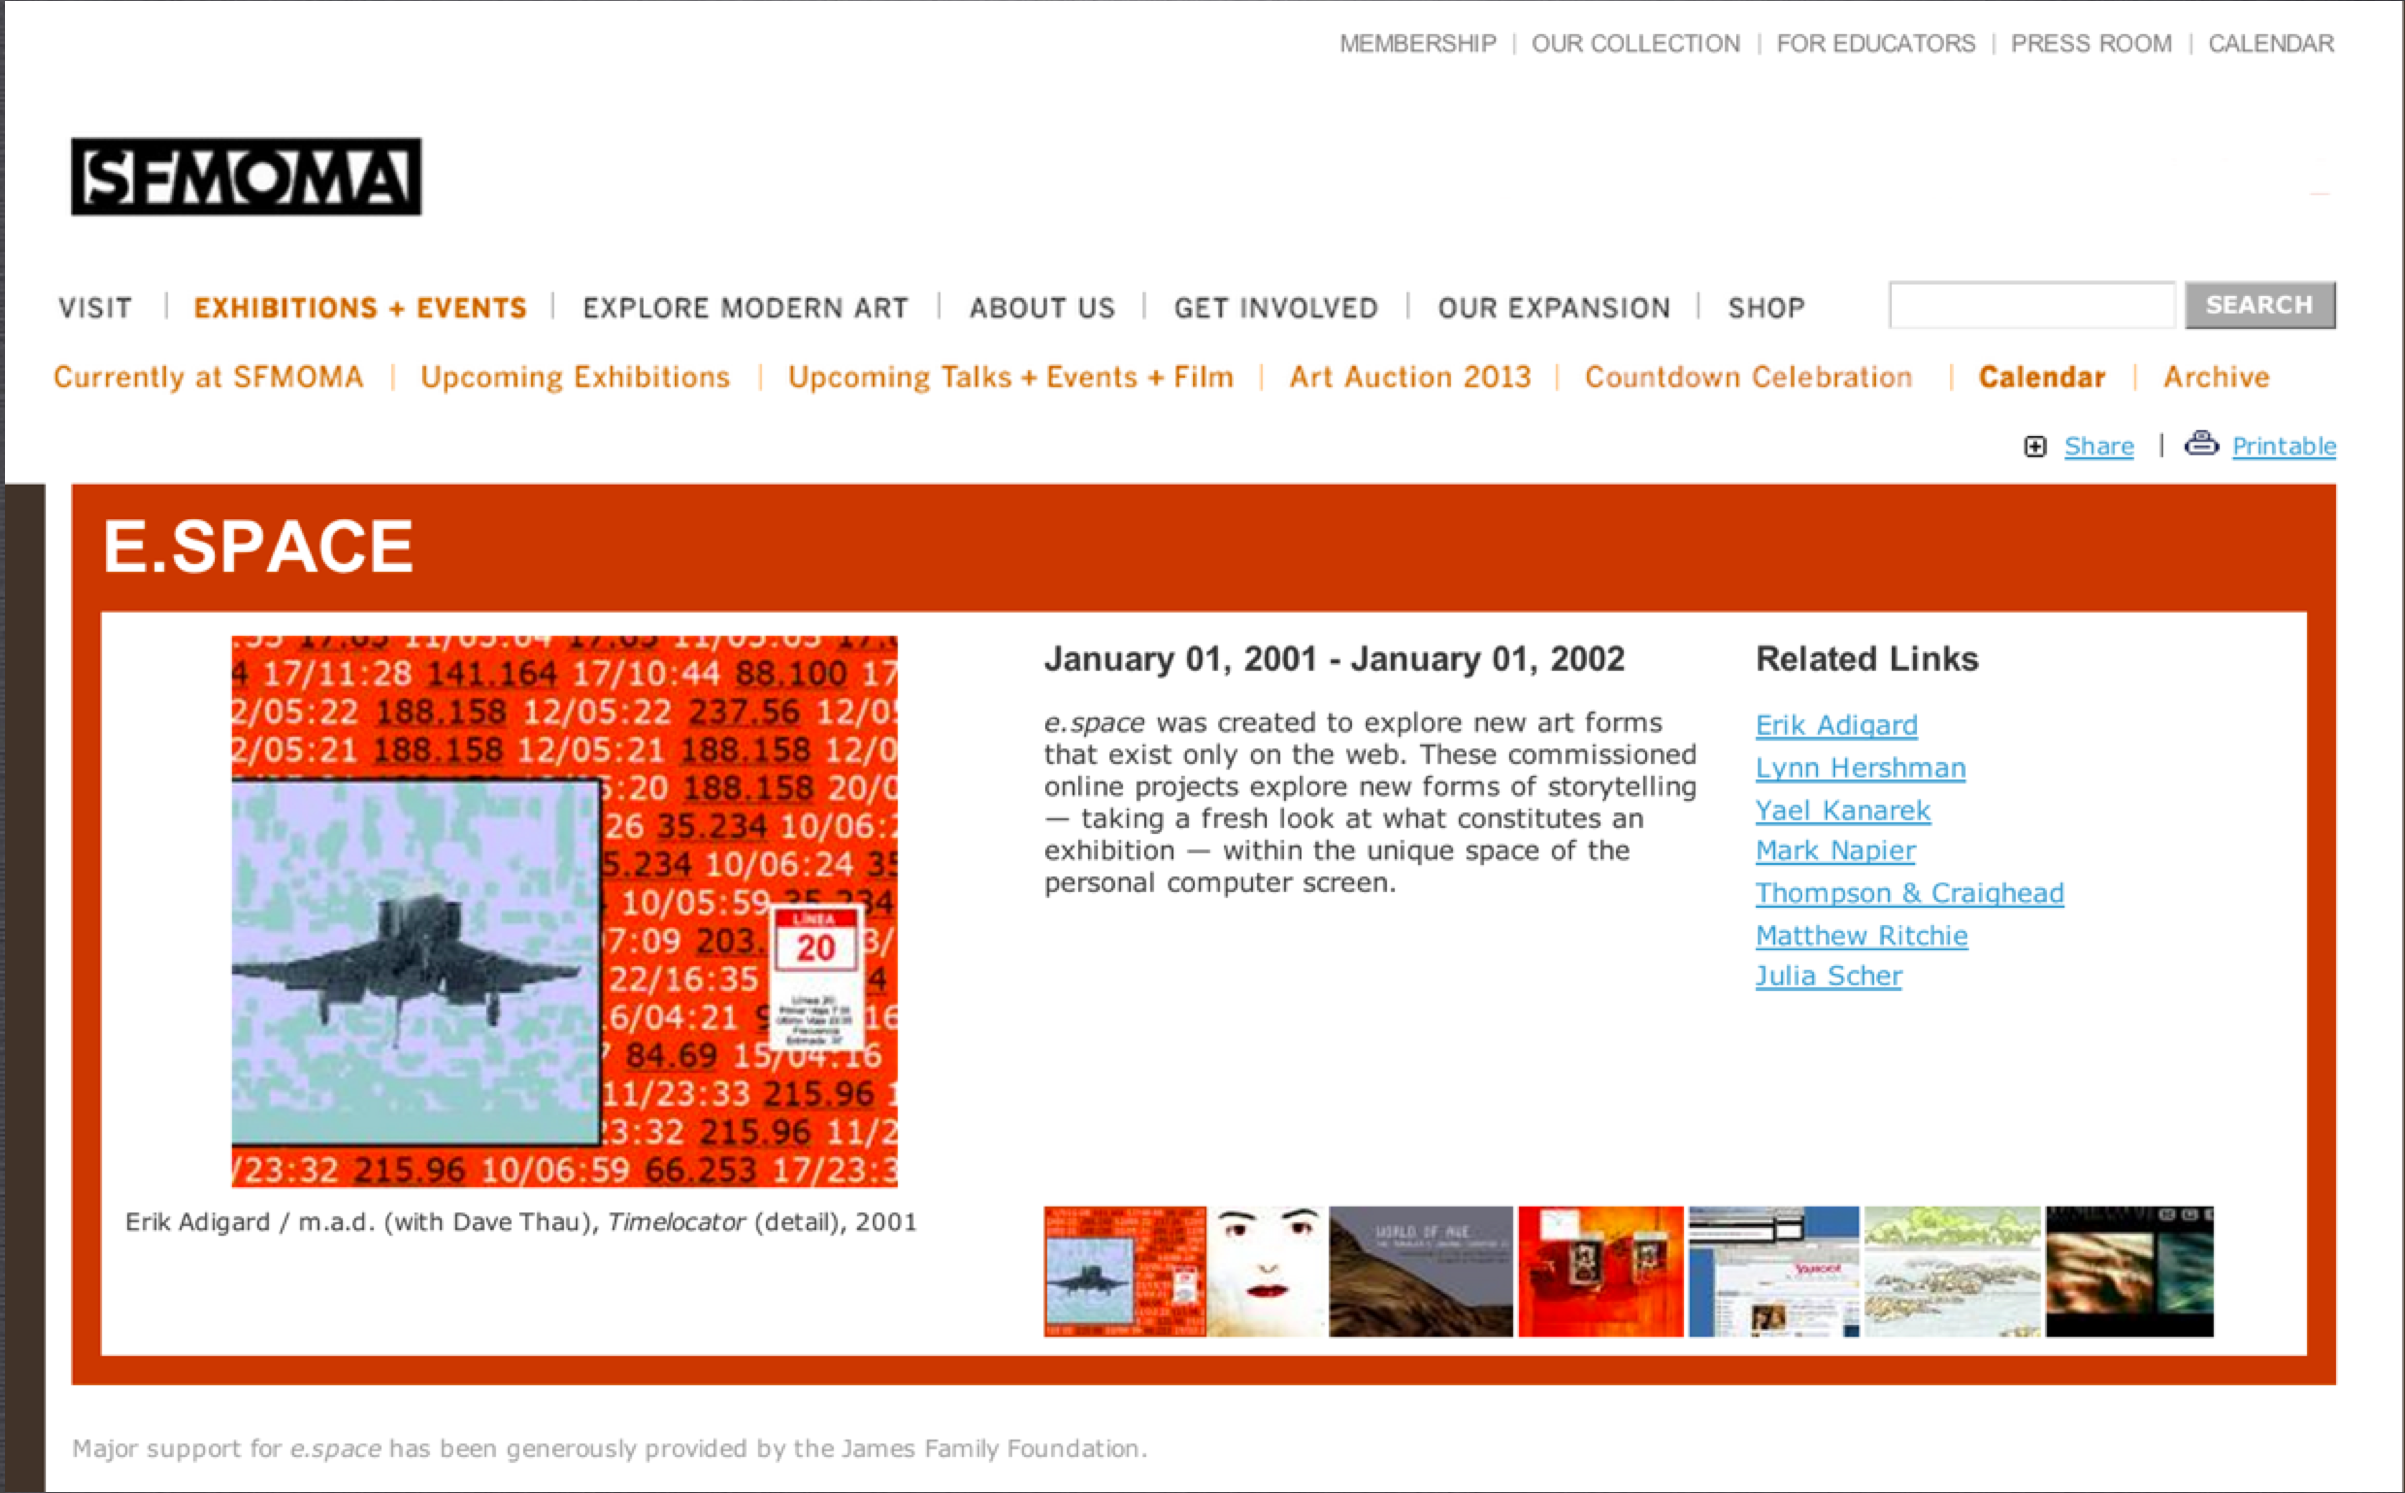 MEMBERSHIP | OUR COLLECTION | FOR EDUCATORS | PRESS ROOM | CALENDAR
SFMOMA
VISIT | EXHIBITIONS + EVENTS | EXPLORE MODERN ART | ABOUT US | GET INVOLVED | OUR EXPANSION | SHOP
SEARCH
Currently at SFMOMA | Upcoming Exhibitions | Upcoming Talks + Events + Film | Art Auction 2013 | Countdown Celebration | Calendar | Archive
Share | Printable
E.SPACE
4 17/11:28 141.164 17/10:44 88.100 17
2/05:22 188.158 12/05:22 237.56 12/0
2/05:21 188.158 12/05:21 188.158 12/0
:20 188.158 20/0
26 35.234 10/06:
5.234 10/06:24 35
10/05:59
7:09 203.
22/16:35
6/04:21
84.69 15/04:16
11/23:33 215.96 1
3:32 215.96 11/2
/23:32 215.96 10/06:59 66.253 17/23:3
LÍNEA
20
Erik Adigard / m.a.d. (with Dave Thau), Timelocator (detail), 2001
January 01, 2001 - January 01, 2002
e.space was created to explore new art forms
that exist only on the web. These commissioned
online projects explore new forms of storytelling
— taking a fresh look at what constitutes an
exhibition — within the unique space of the
personal computer screen.
Related Links
Erik Adigard
Lynn Hershman
Yael Kanarek
Mark Napier
Thompson & Craighead
Matthew Ritchie
Julia Scher
WORLD OF AWE
YAHOO!
Major support for e.space has been generously provided by the James Family Foundation.